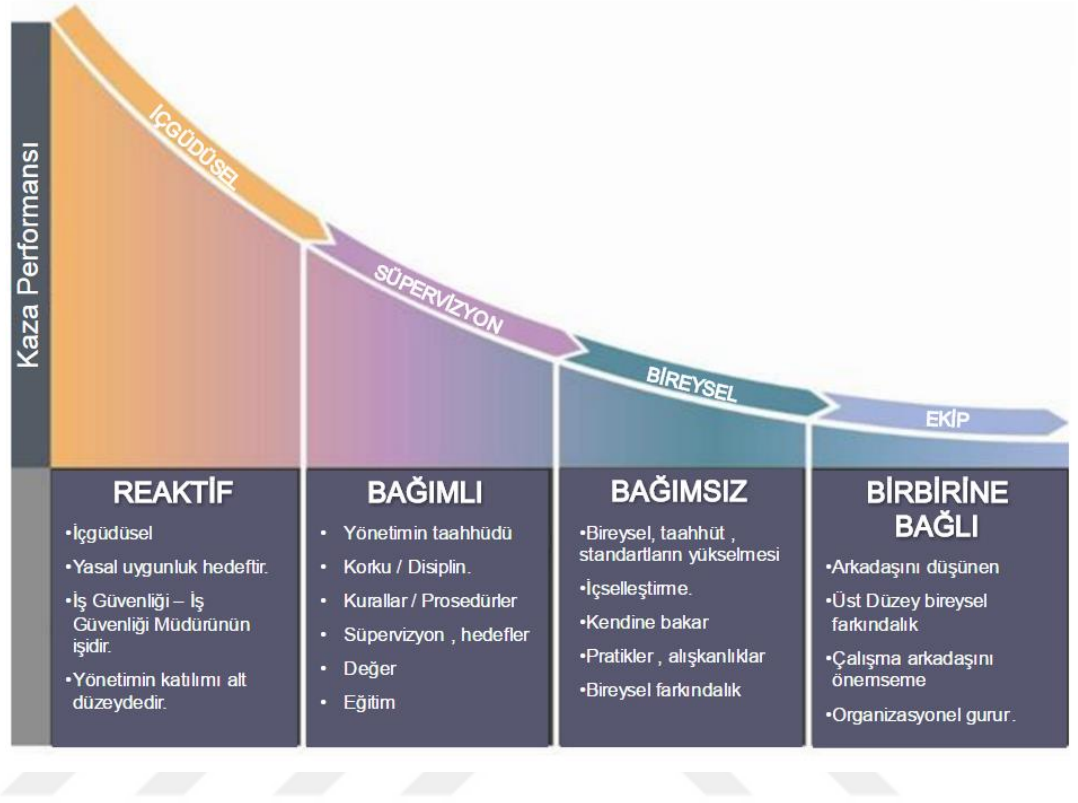 Kaza Performansı
İÇGÜDÜSEL
SÜPERVİZYON
BİREYSEL
EKİP
REAKTİF
•İçgüdüsel
•Yasal uygunluk hedeftir.
•İş Güvenliği – İş
Güvenliği Müdürünün
işidir.
•Yönetimin katılımı alt
düzeydedir.
BAĞIMLI
• Yönetimin taahhüdü
• Korku / Disiplin.
• Kurallar / Prosedürler
• Süpervizyon , hedefler
• Değer
• Eğitim
BAĞIMSIZ
•Bireysel, taahhüt ,
standartların yükselmesi
•İçselleştirme.
•Kendine bakar
•Pratikler , alışkanlıklar
•Bireysel farkındalık
BİRBİRİNE
BAĞLI
•Arkadaşını düşünen
•Üst Düzey bireysel
farkındalık
•Çalışma arkadaşını
önemseme
•Organizasyonel gurur.